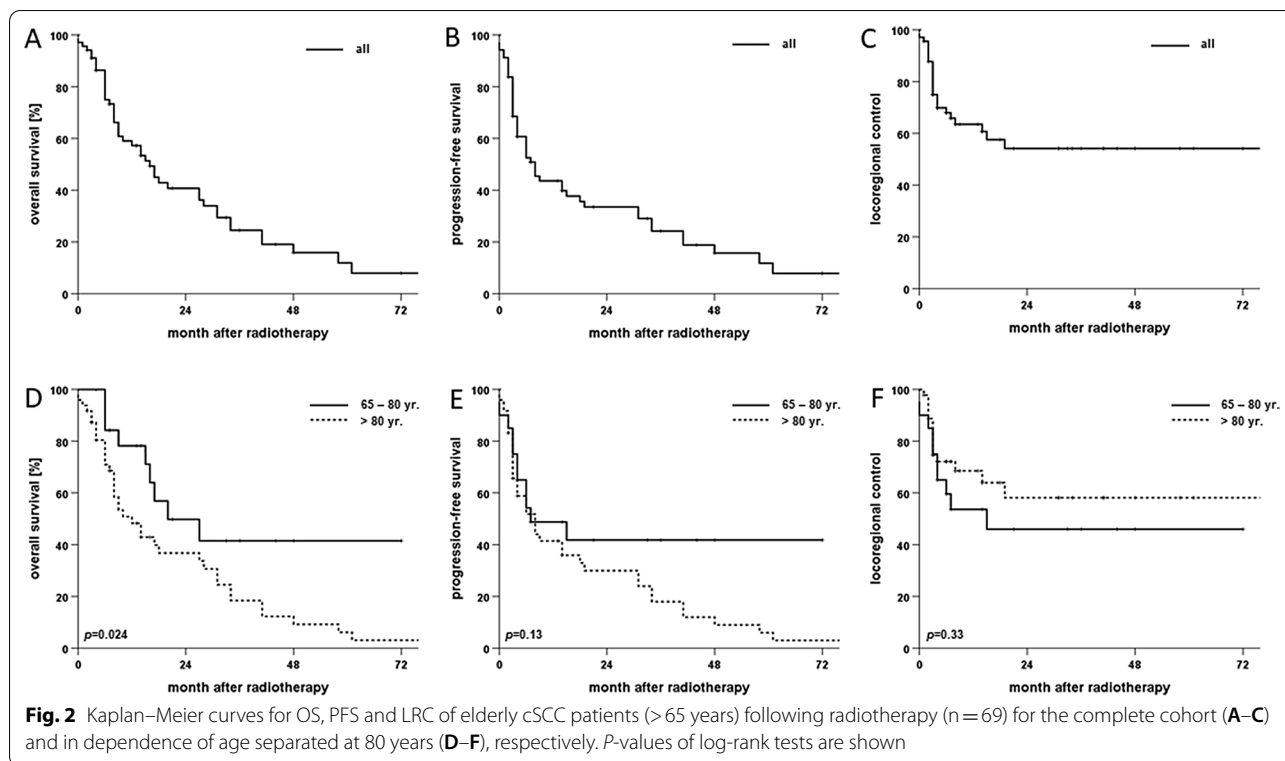 A
all
overall survival [%]
100
80
60
40
20
0
0 24 48 72
month after radiotherapy
B
all
progression-free survival
100
80
60
40
20
0
0 24 48 72
month after radiotherapy
C
all
locoregional control
100
80
60
40
20
0
0 24 48 72
month after radiotherapy
D
65 – 80 yr.
> 80 yr.
overall survival [%]
100
80
60
40
20
0
p=0.024
0 24 48 72
month after radiotherapy
E
65 – 80 yr.
> 80 yr.
progression-free survival
100
80
60
40
20
0
p=0.13
0 24 48 72
month after radiotherapy
F
65 – 80 yr.
> 80 yr.
locoregional control
100
80
60
40
20
0
p=0.33
0 24 48 72
month after radiotherapy
Fig. 2 Kaplan–Meier curves for OS, PFS and LRC of elderly cSCC patients (> 65 years) following radiotherapy (n = 69) for the complete cohort (A–C)
and in dependence of age separated at 80 years (D–F), respectively. P-values of log-rank tests are shown